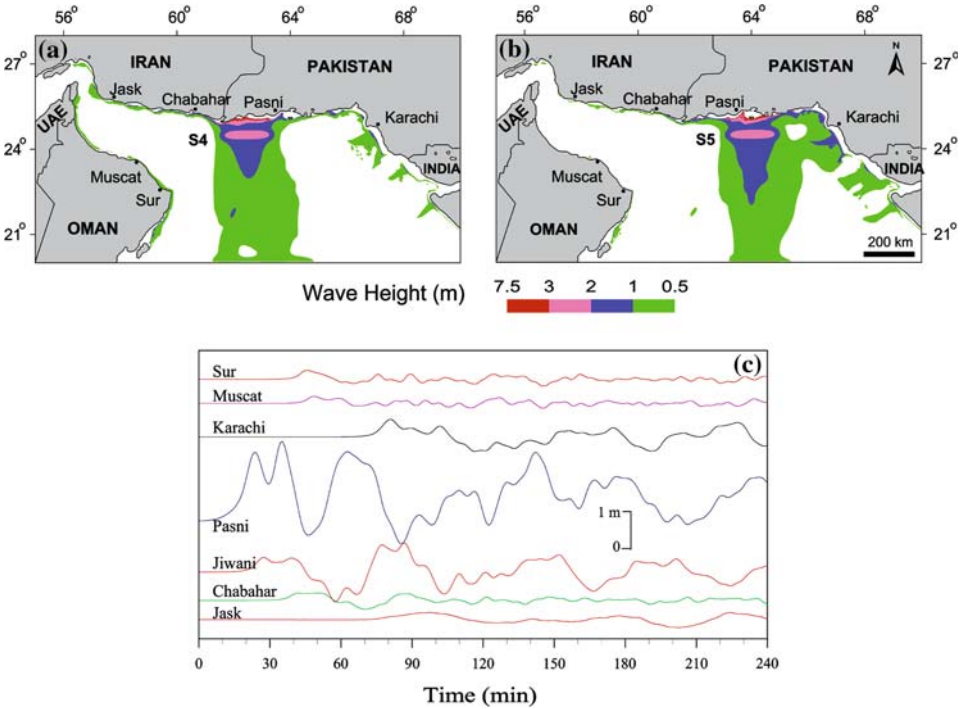 56° 60° 64° 68° 56° 60° 64° 68°
(a) (b) N
27° IRAN PAKISTAN IRAN PAKISTAN 27°
Jask Chabahar Pasni Jask Chabahar Pasni
UAE Karachi UAE Karachi
24° S4 S5 24°
INDIA INDIA
Muscat Muscat
Sur Sur
21° OMAN OMAN 21°
200 km
7.5 3 2 1 0.5
Wave Height (m)
(c)
Sur
Muscat
Karachi
1 m
Pasni
0
Jiwani
Chabahar
Jask
0 30 60 90 120 150 180 210 240
Time (min)